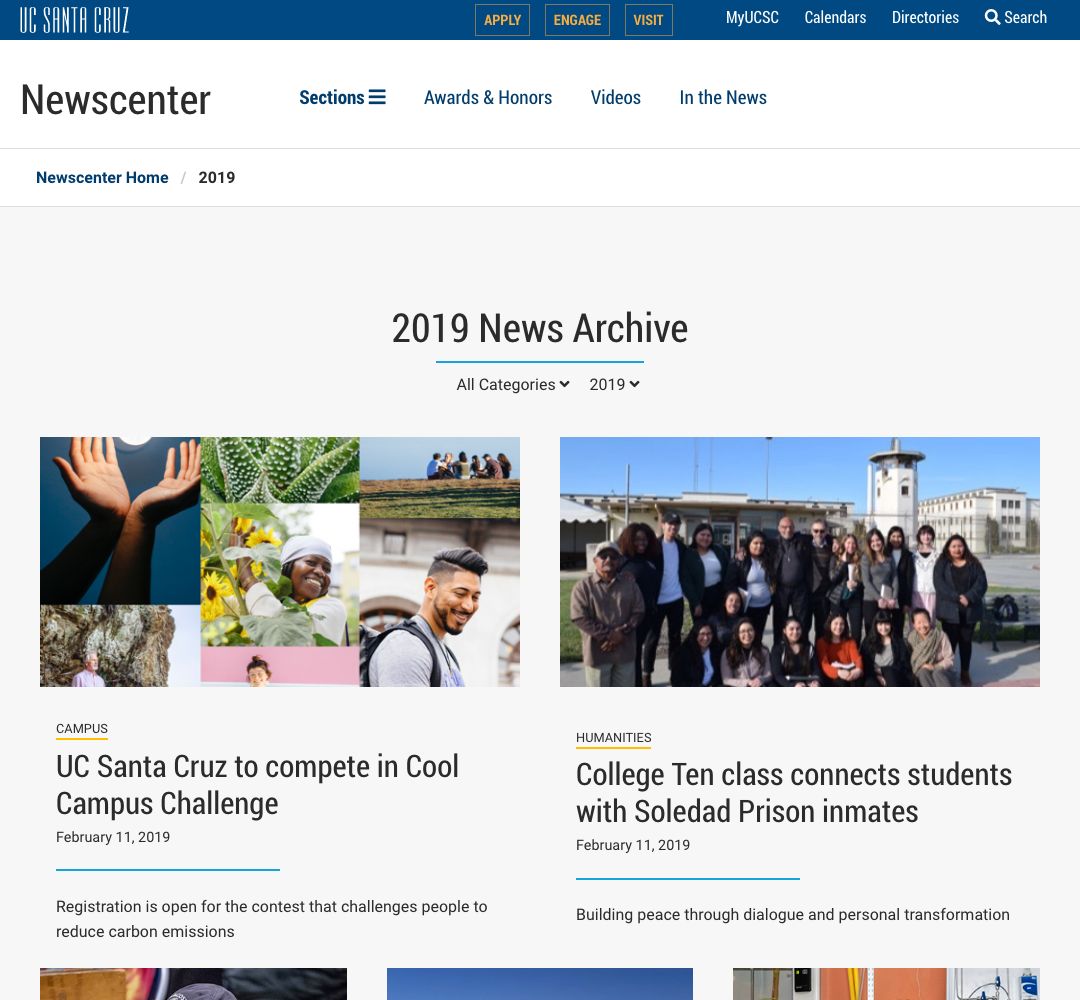 UC SANTA CRUZ
APPLY ENGAGE VISIT MyUCSC Calendars Directories Search
Newscenter
Sections Awards & Honors Videos In the News
Newscenter Home / 2019
2019 News Archive
All Categories 2019
CAMPUS
UC Santa Cruz to compete in Cool
Campus Challenge
February 11, 2019
Registration is open for the contest that challenges people to
reduce carbon emissions
HUMANITIES
College Ten class connects students
with Soledad Prison inmates
February 11, 2019
Building peace through dialogue and personal transformation